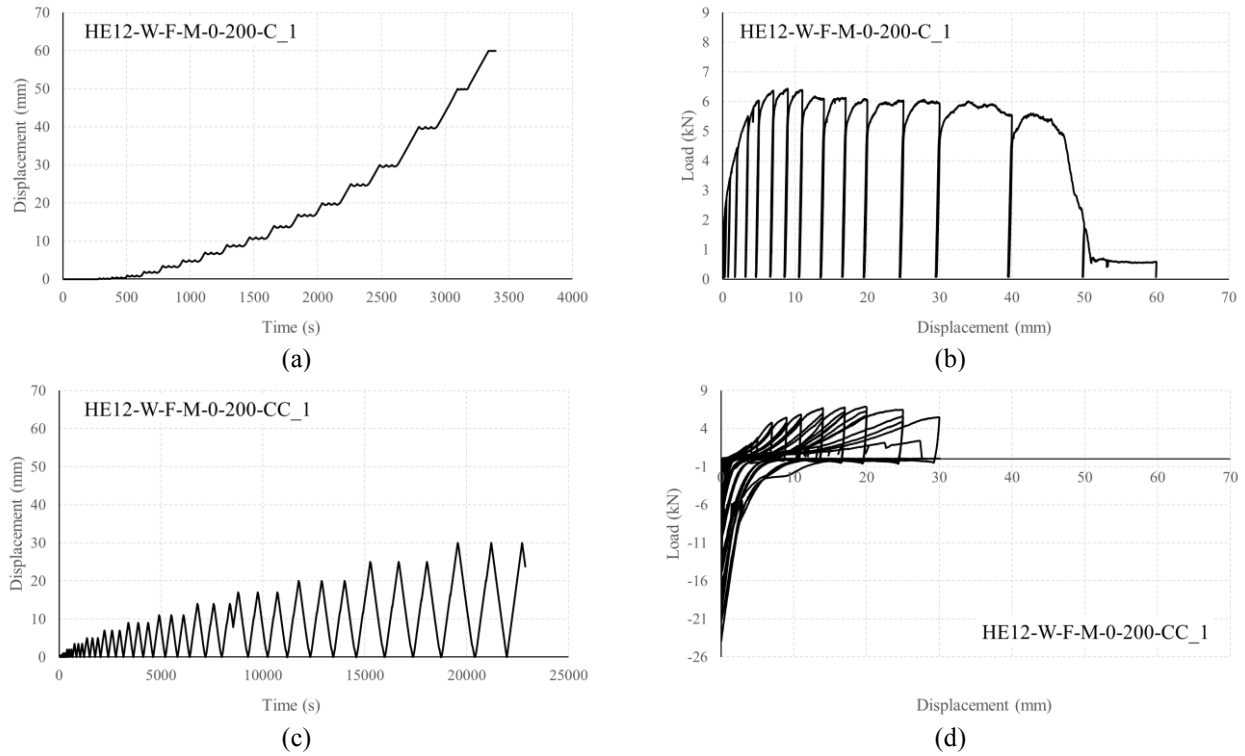 HE12-W-F-M-0-200-C_1
70
60
50
40
30
20
10
0
Displacement (mm)
0 500 1000 1500 2000 2500 3000 3500 4000
Time (s)
(a)
HE12-W-F-M-0-200-C_1
9
8
7
6
5
4
3
2
1
0
Load (kN)
0 10 20 30 40 50 60 70
Displacement (mm)
(b)
HE12-W-F-M-0-200-CC_1
70
60
50
40
30
20
10
0
Displacement (mm)
0 5000 10000 15000 20000 25000
Time (s)
(c)
9
4
-1
-6
-11
-16
-21
-26
Load (kN)
0 10 20 30 40 50 60 70
HE12-W-F-M-0-200-CC_1
Displacement (mm)
(d)